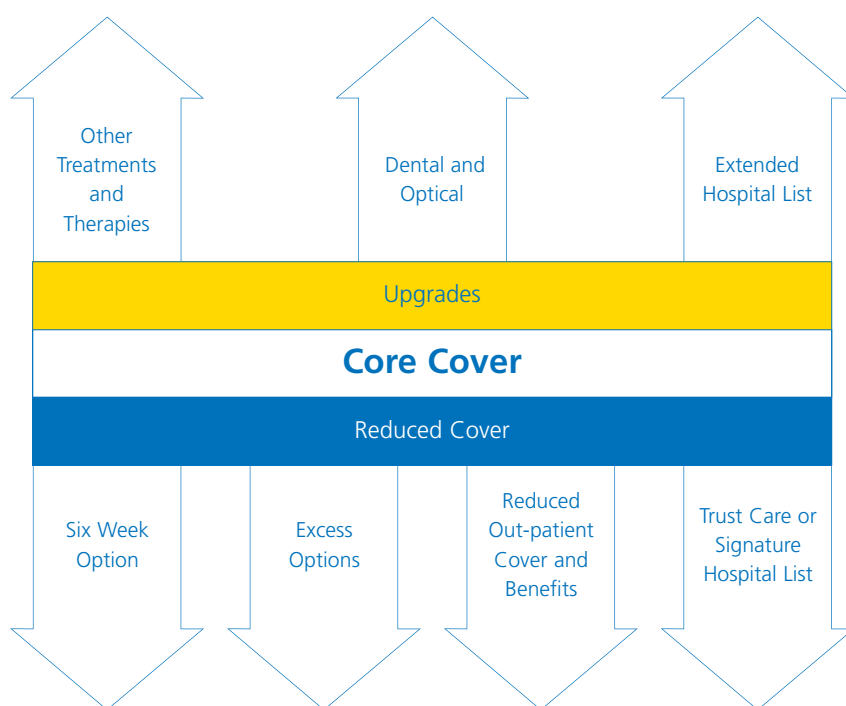 Other
Treatments
and
Therapies
Dental and
Optical
Extended
Hospital List
Upgrades
Core Cover
Reduced Cover
Six Week
Option
Excess
Options
Reduced
Out-patient
Cover and
Benefits
Trust Care or
Signature
Hospital List